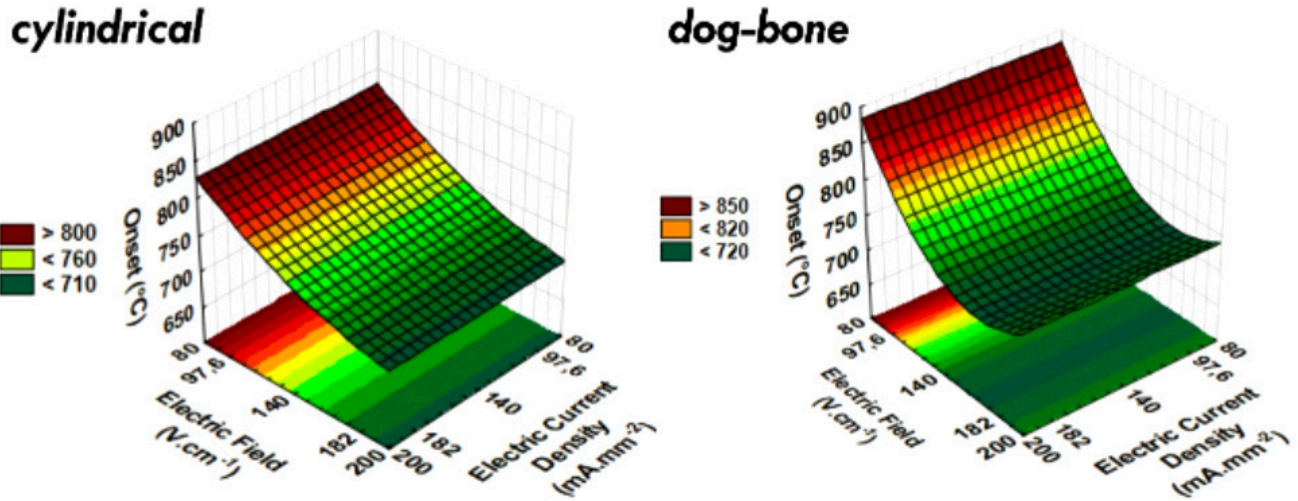 cylindrical
900
850
800
750
700
650
Onset (°C)
> 800
< 760
< 710
80
97,6
140
182
200
Electric Field
(V.cm⁻¹)
200
182
140
97,6
80
Electric Current
Density
(mA.mm⁻²)
dog-bone
900
850
800
750
700
650
Onset (°C)
> 850
< 820
< 720
80
97,6
140
182
200
Electric Field
(V.cm⁻¹)
200
182
140
97,6
80
Electric Current
Density
(mA.mm⁻²)